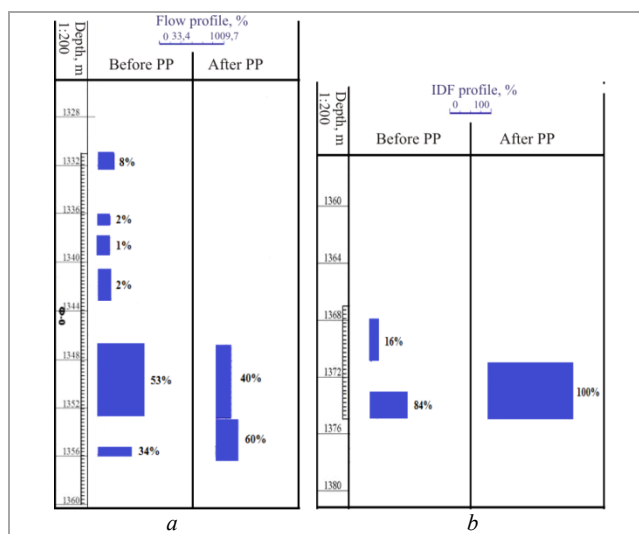 Flow profile, %
0 33,4 1009,7
Depth, m
1:200
Before PP
After PP
1328
1332
1336
1340
1344
1348
1352
1356
1360
8%
2%
1%
2%
53%
34%
40%
60%
a
IDF profile, %
0 100
Depth, m
1:200
Before PP
After PP
1360
1364
1368
1372
1376
1380
16%
84%
100%
b